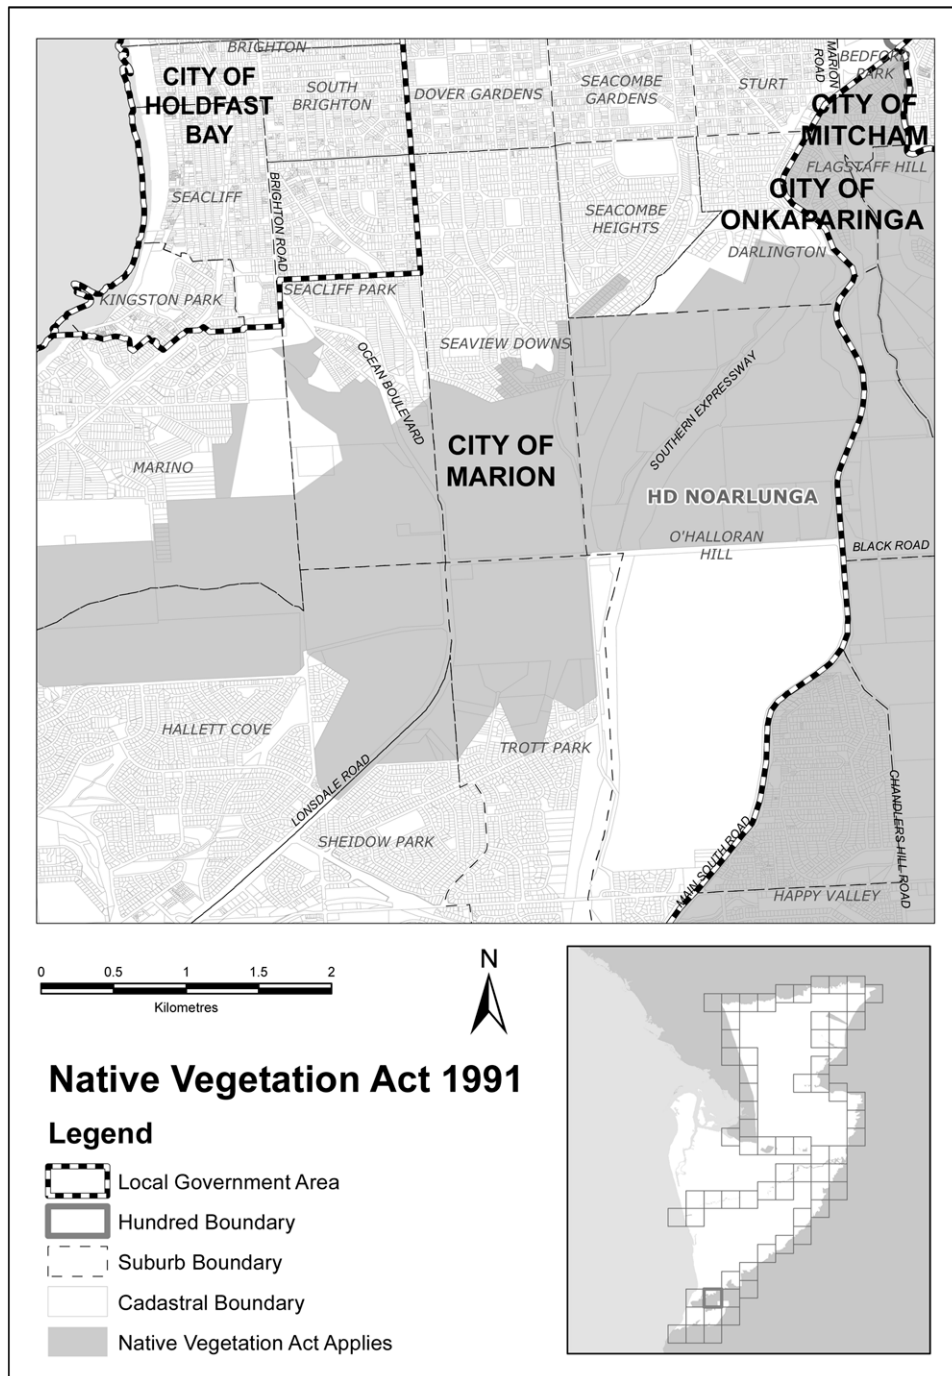 BRIGHTON
CITY OF
HOLDFAST
BAY
SOUTH
BRIGHTON
DOVER GARDENS
SEACOMBE
GARDENS
STURT
MARION
ROAD
BEDFORD
PARK
CITY OF
MITCHAM
FLAGSTAFF HILL
CITY OF
ONKAPARINGA
SEACLIFF
BRIGHTON ROAD
SEACOMBE
HEIGHTS
DARLINGTON
KINGSTON PARK
SEACLIFF PARK
SEAVIEW DOWNS
OCEAN BOULEVARD
SOUTHERN EXPRESSWAY
CITY OF
MARION
MARINO
HD NOARLUNGA
O'HALLORAN
HILL
BLACK ROAD
HALLETT COVE
TROTT PARK
LONSDALE ROAD
SHEIDOW PARK
MAIN SOUTH ROAD
CHANDLERS HILL ROAD
HAPPY VALLEY
0 0.5 1 1.5 2
Kilometres
N
Native Vegetation Act 1991
Legend
Local Government Area
Hundred Boundary
Suburb Boundary
Cadastral Boundary
Native Vegetation Act Applies